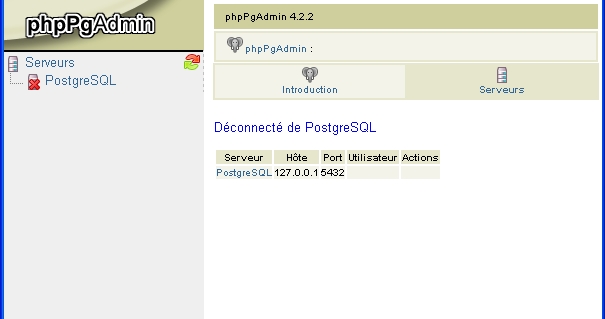 phpPgAdmin
Serveurs
PostgreSQL
phpPgAdmin 4.2.2
phpPgAdmin :
Introduction
Serveurs
Déconnecté de PostgreSQL
Serveur Hôte Port Utilisateur Actions
PostgreSQL 127.0.0.1 5432